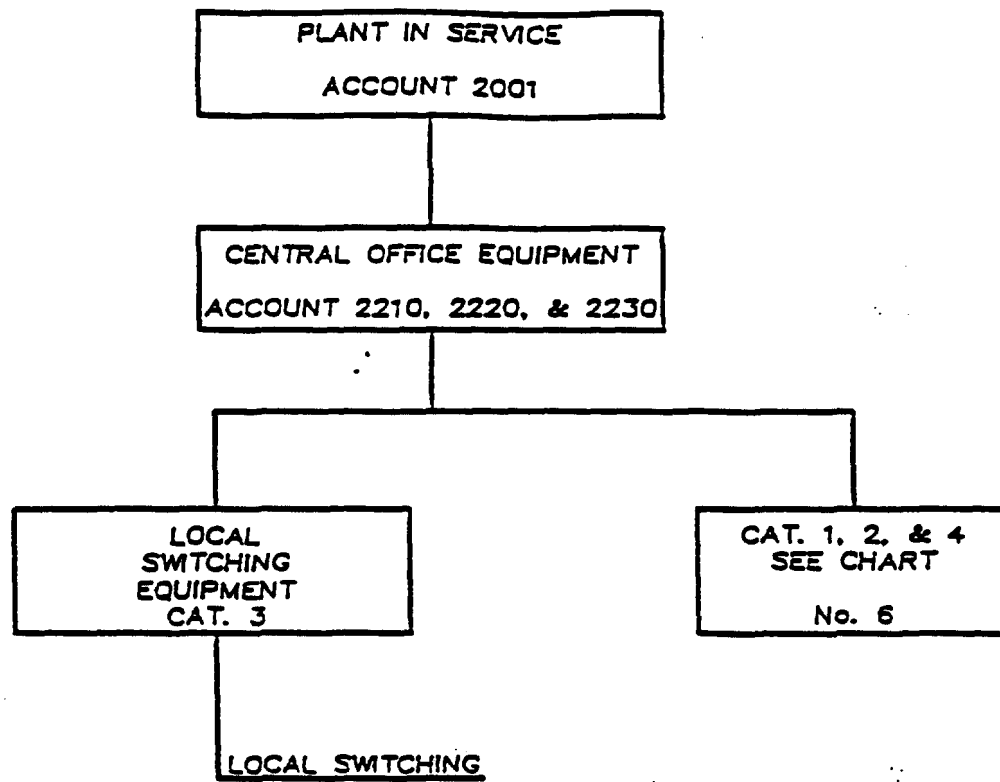 PLANT IN SERVICE
ACCOUNT 2001
CENTRAL OFFICE EQUIPMENT
ACCOUNT 2210, 2220, & 2230
LOCAL
SWITCHING
EQUIPMENT
CAT. 3
CAT. 1, 2, & 4
SEE CHART
No. 6
LOCAL SWITCHING